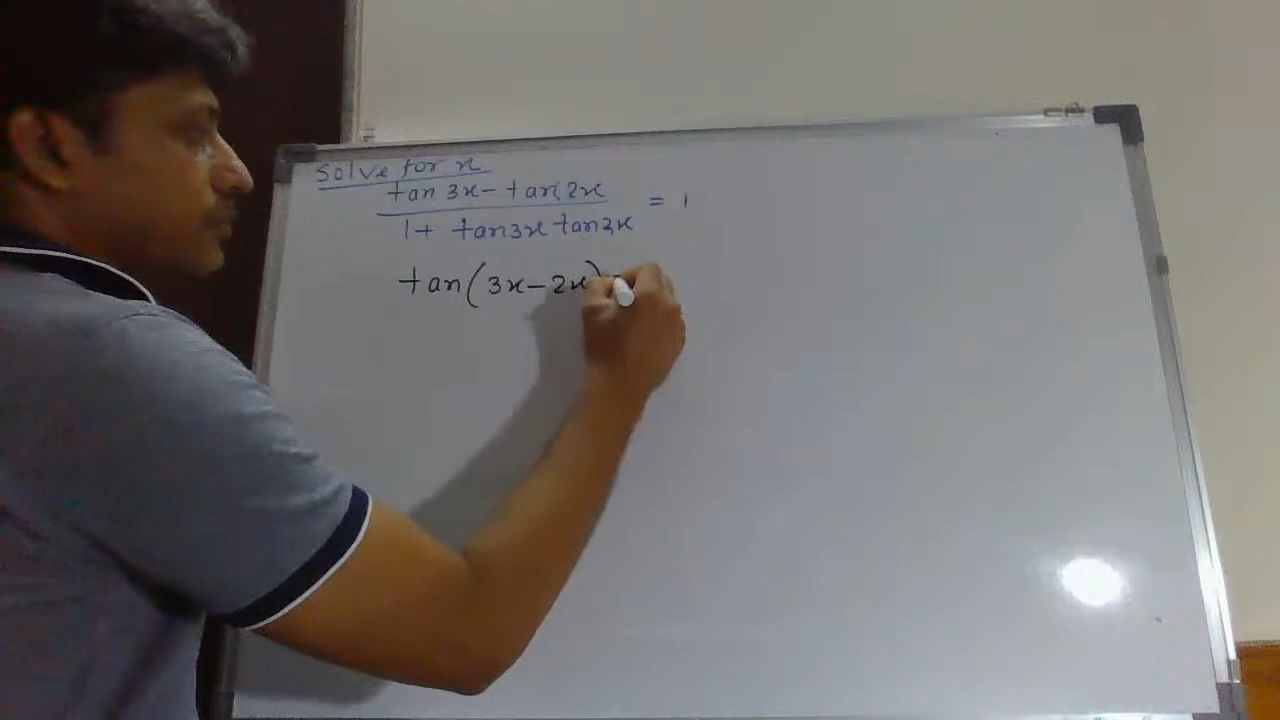 Solve for x
tan 3x - tan 2x
= 1
1 + tan3x tan2x
tan(3x - 2x) =